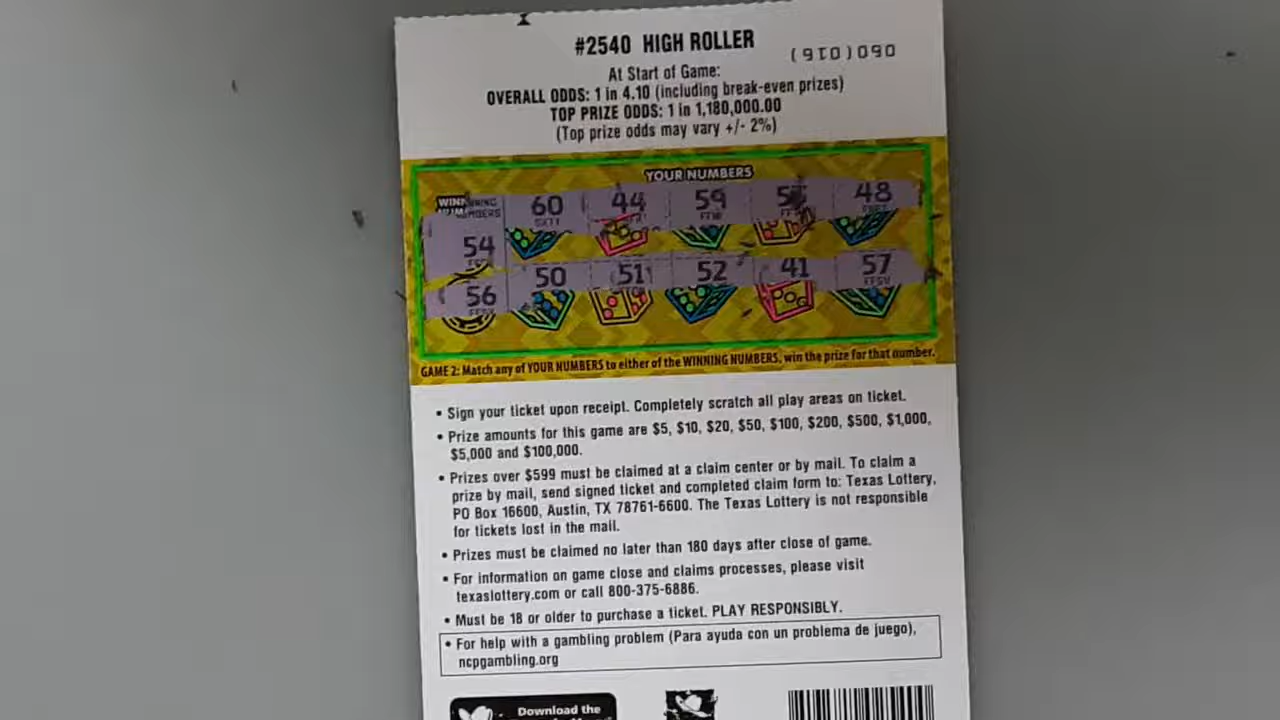 #2540 HIGH ROLLER
060(016)
At Start of Game:
OVERALL ODDS: 1 in 4.10 (including break-even prizes)
TOP PRIZE ODDS: 1 in 1,180,000.00
(Top prize odds may vary +/- 2%)
YOUR NUMBERS
60 44 59 48
54
50 51 52 41 57
56
GAME 2: Match any of YOUR NUMBERS to either of the WINNING NUMBERS, win the prize for that number.
• Sign your ticket upon receipt. Completely scratch all play areas on ticket.
• Prize amounts for this game are $5, $10, $20, $50, $100, $200, $500, $1,000,
$5,000 and $100,000.
• Prizes over $599 must be claimed at a claim center or by mail. To claim a
prize by mail, send signed ticket and completed claim form to: Texas Lottery,
PO Box 16600, Austin, TX 78761-6600. The Texas Lottery is not responsible
for tickets lost in the mail.
• Prizes must be claimed no later than 180 days after close of game.
• For information on game close and claims processes, please visit
texaslottery.com or call 800-375-6886.
• Must be 18 or older to purchase a ticket. PLAY RESPONSIBLY.
• For help with a gambling problem (Para ayuda con un problema de juego),
ncpgambling.org
Download the